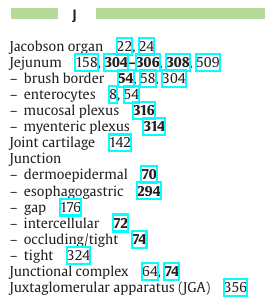 J
Jacobson organ 22, 24
Jejunum 158, 304–306, 308, 509
– brush border 54, 58, 304
– enterocytes 8, 54
– mucosal plexus 316
– myenteric plexus 314
Joint cartilage 142
Junction
– dermoepidermal 70
– esophagogastric 294
– gap 176
– intercellular 72
– occluding/tight 74
– tight 324
Junctional complex 64, 74
Juxtaglomerular apparatus (JGA) 356